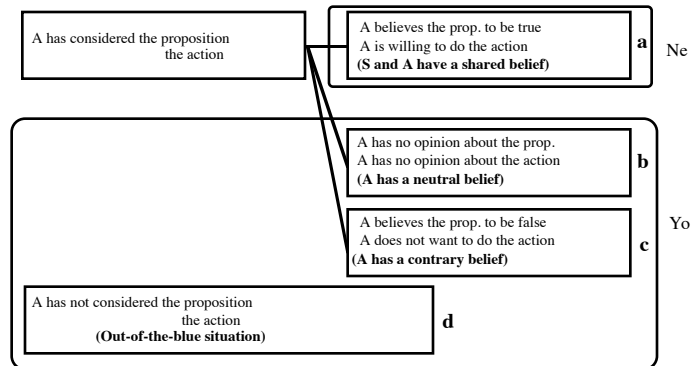 A has considered the proposition
the action
A believes the prop. to be true
A is willing to do the action
(S and A have a shared belief)
a
Ne
A has no opinion about the prop.
A has no opinion about the action
(A has a neutral belief)
b
A believes the prop. to be false
A does not want to do the action
(A has a contrary belief)
c
Yo
A has not considered the proposition
the action
(Out-of-the-blue situation)
d